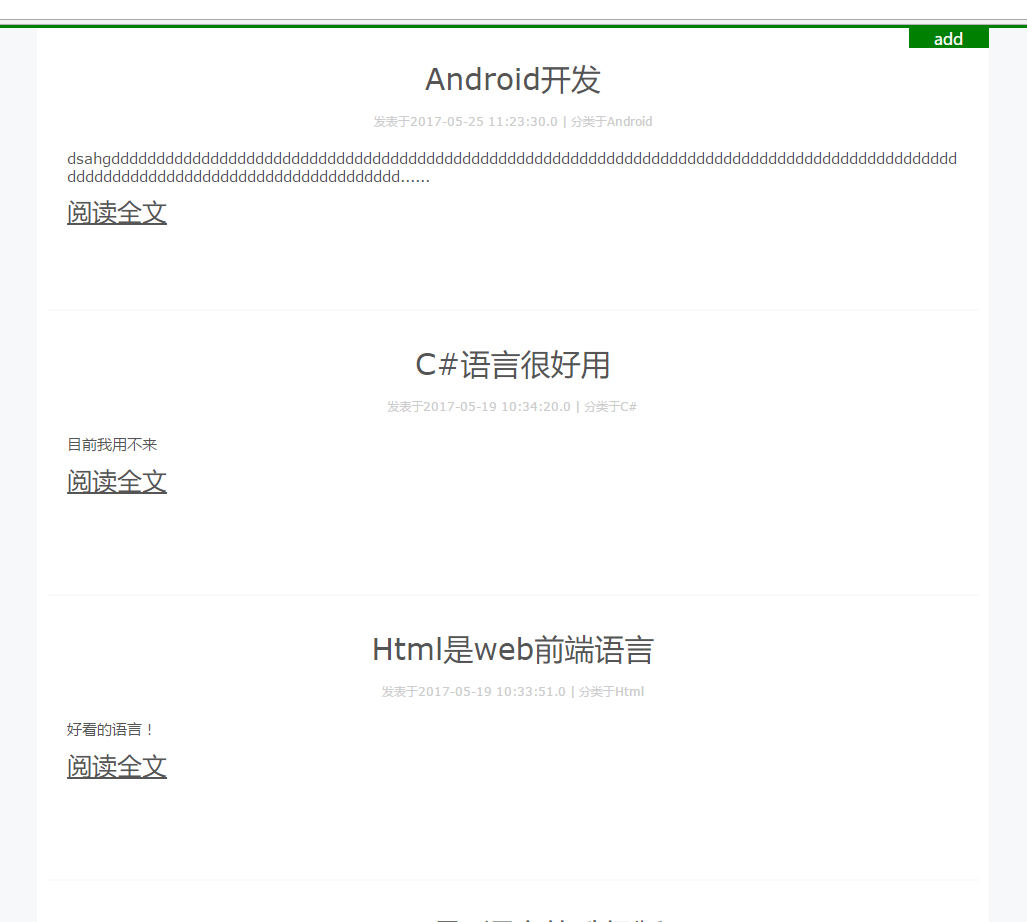 add
Android开发
发表于2017-05-25 11:23:30.0 | 分类于Android
dsahgdddddddddddddddddddddddddddddddddddddddddddddddddddddddddddddddddddddddddddddddddddddddddddddd
ddddddddddddddddddddddddddddddddddddd......
阅读全文
C#语言很好用
发表于2017-05-19 10:34:20.0 | 分类于C#
目前我用不来
阅读全文
Html是web前端语言
发表于2017-05-19 10:33:51.0 | 分类于Html
好看的语言！
阅读全文